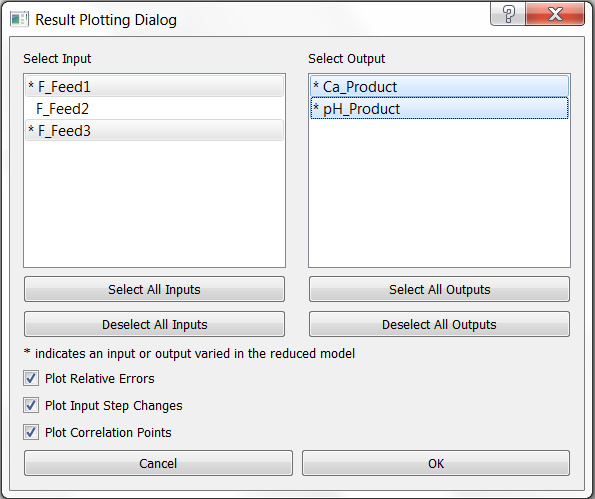 Result Plotting Dialog
Select Input
Select Output
* F_Feed1
F_Feed2
* F_Feed3
* Ca_Product
* pH_Product
Select All Inputs
Select All Outputs
Deselect All Inputs
Deselect All Outputs
* indicates an input or output varied in the reduced model
Plot Relative Errors
Plot Input Step Changes
Plot Correlation Points
Cancel
OK